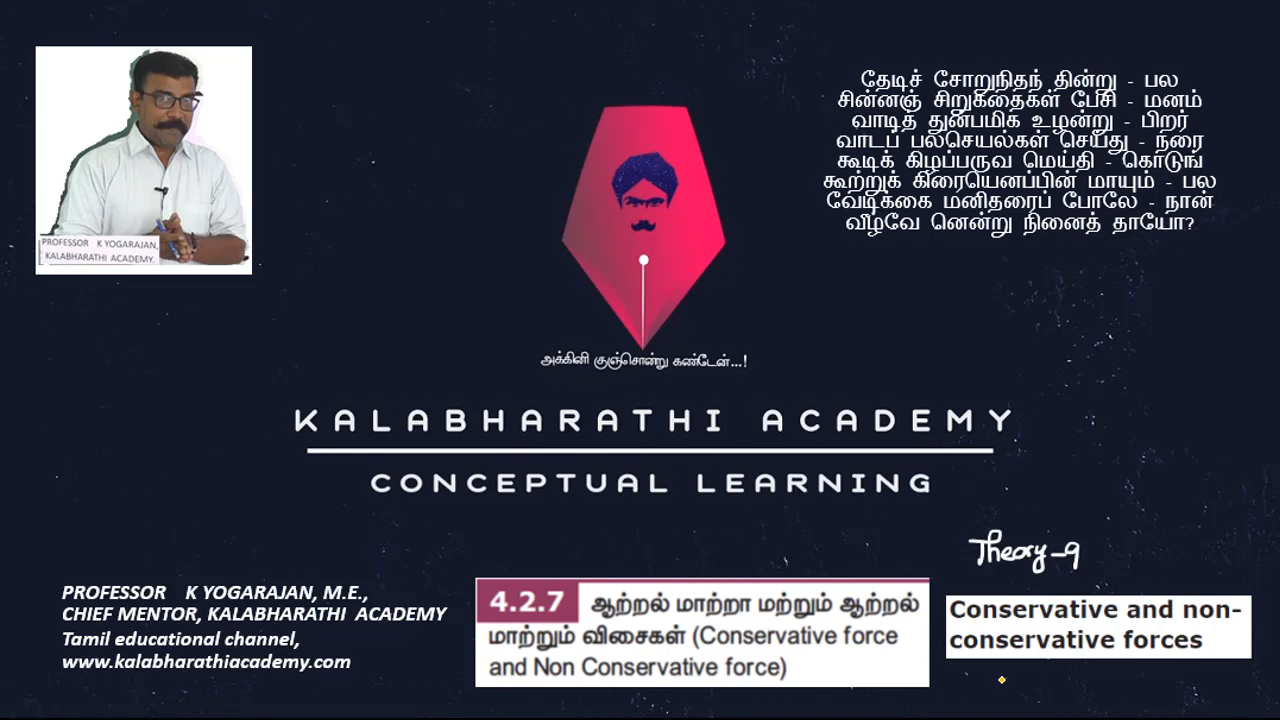 தேடிச் சோறுநிதந் தின்று - பல
சின்னஞ் சிறுகதைகள் பேசி - மனம்
வாடித் துன்பமிக உழன்று - பிறர்
வாடப் பலசெயல்கள் செய்து - நரை
கூடிக் கிழப்பருவ மெய்தி - கொடுங்
கூற்றுக் கிரையெனப்பின் மாயும் - பல
வேடிக்கை மனிதரைப் போலே - நான்
வீழ்வே னென்று நினைத் தாயோ?
PROFESSOR K YOGARAJAN,
KALABHARATHI ACADEMY.
அக்கினி குஞ்சொன்று கண்டேன்...!
KALABHARATHI ACADEMY
CONCEPTUAL LEARNING
Theory-9
PROFESSOR K YOGARAJAN, M.E.,
CHIEF MENTOR, KALABHARATHI ACADEMY
Tamil educational channel,
www.kalabharathiacademy.com
4.2.7 ஆற்றல் மாற்றா மற்றும் ஆற்றல்
மாற்றும் விசைகள் (Conservative force
and Non Conservative force)
Conservative and non-
conservative forces